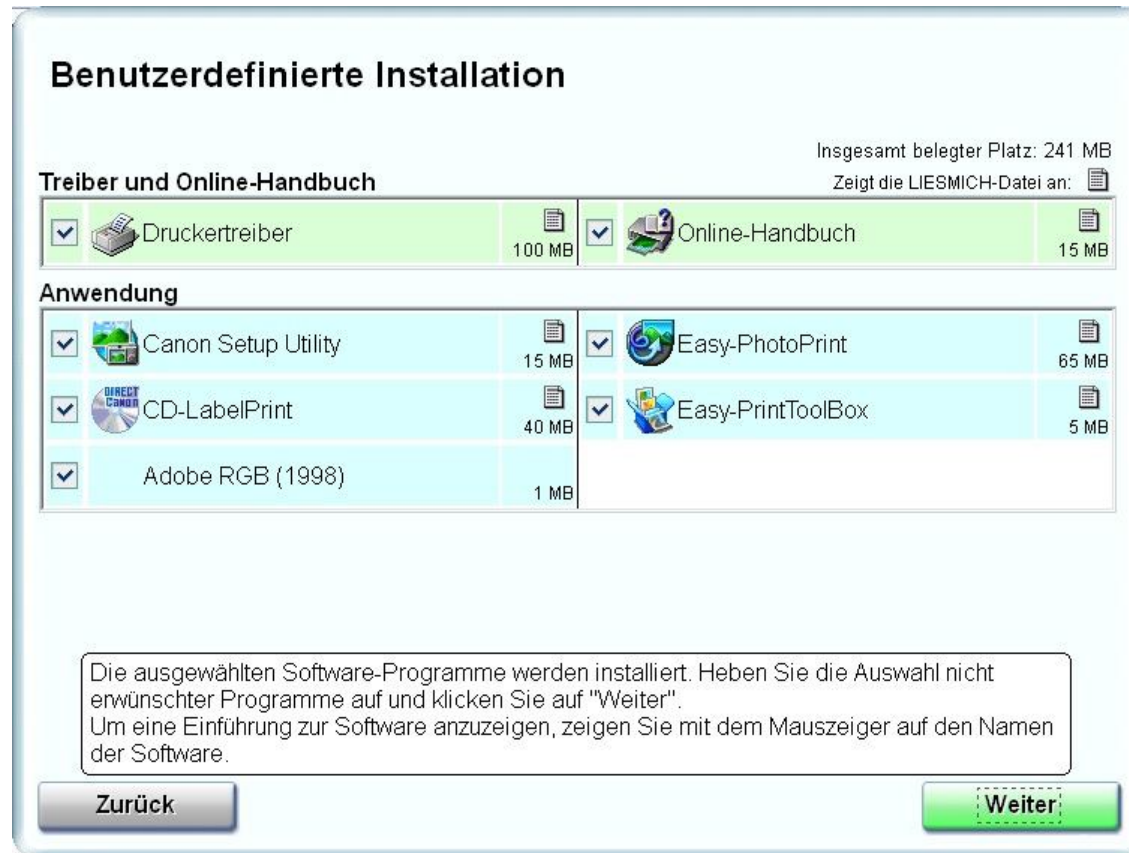 Benutzerdefinierte Installation
Insgesamt belegter Platz: 241 MB
Treiber und Online-Handbuch
Zeigt die LIESMICH-Datei an:
Druckertreiber
100 MB
Online-Handbuch
15 MB
Anwendung
Canon Setup Utility
15 MB
Easy-PhotoPrint
65 MB
DIRECT
Canon
CD-LabelPrint
40 MB
Easy-PrintToolBox
5 MB
Adobe RGB (1998)
1 MB
Die ausgewählten Software-Programme werden installiert. Heben Sie die Auswahl nicht
erwünschter Programme auf und klicken Sie auf "Weiter".
Um eine Einführung zur Software anzuzeigen, zeigen Sie mit dem Mauszeiger auf den Namen
der Software.
Zurück
Weiter